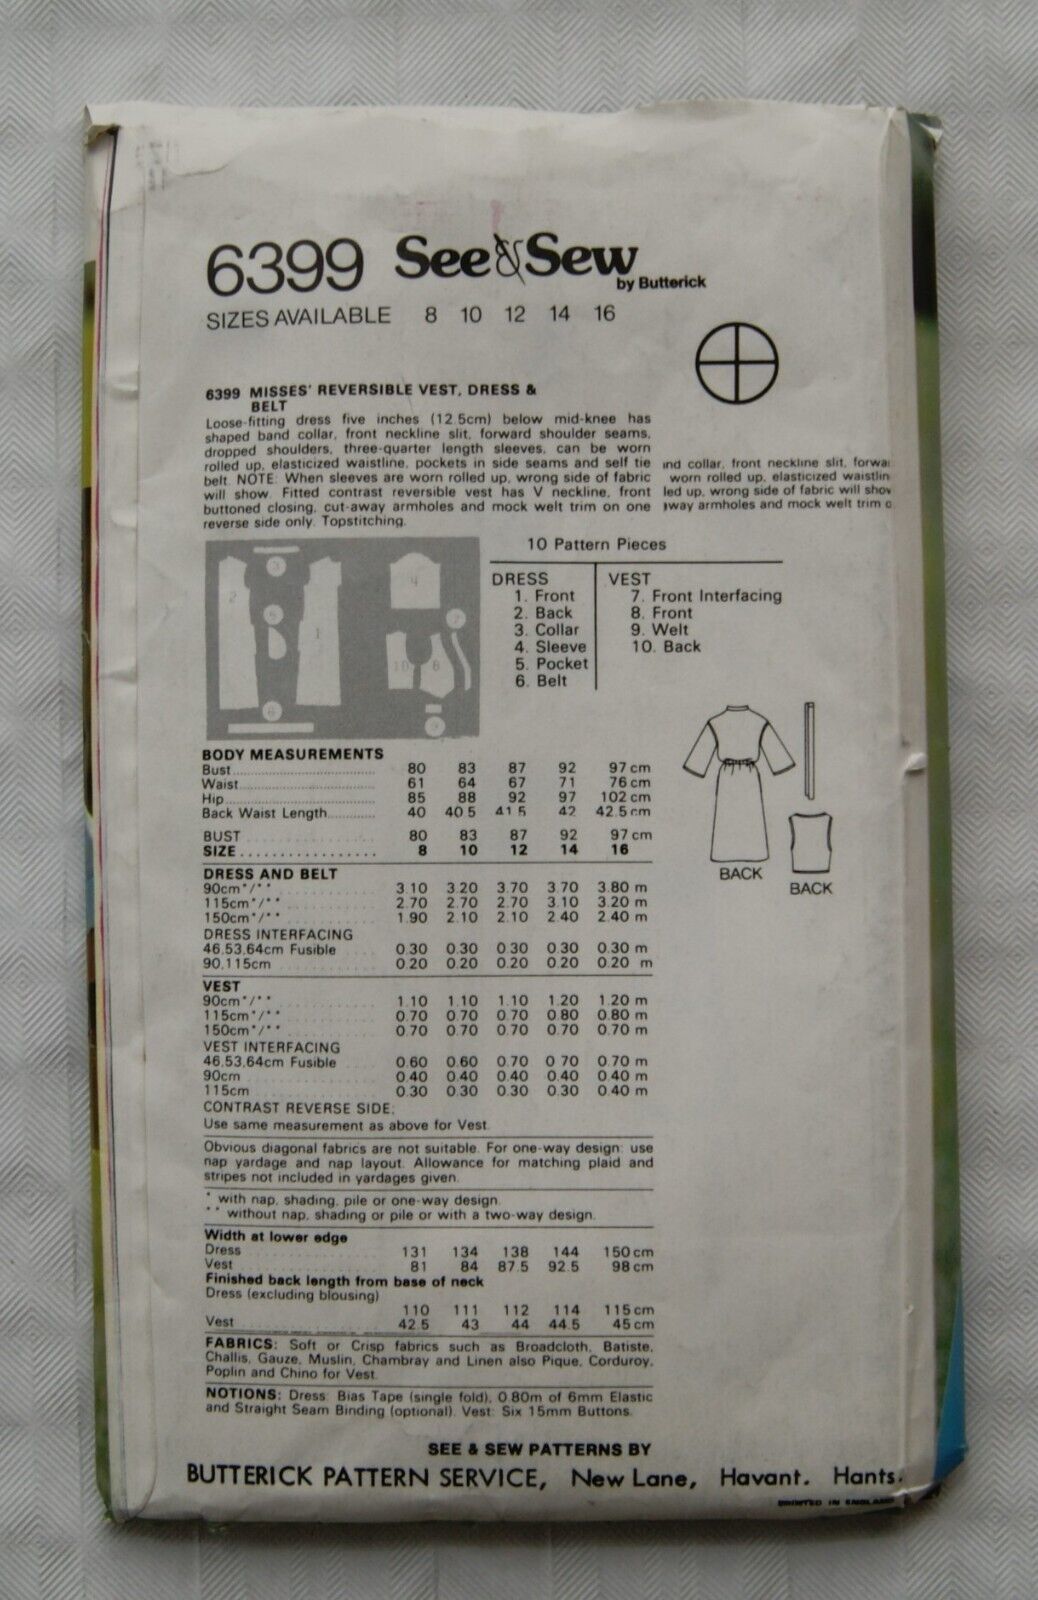 6399 See & Sew
by Butterick
SIZES AVAILABLE 8 10 12 14 16
6399 MISSES' REVERSIBLE VEST, DRESS &
BELT
Loose-fitting dress five inches (12.5cm) below mid-knee has
shaped band collar, front neckline slit, forward shoulder seams,
dropped shoulders, three-quarter length sleeves, can be worn
rolled up, elasticized waistline, pockets in side seams and self tie
belt. NOTE: When sleeves are worn rolled up, wrong side of fabric
will show. Fitted contrast reversible vest has V neckline, front
buttoned closing, cut-away armholes and mock welt trim on one
reverse side only. Topstitching.
collar, front neckline slit,
worn rolled up, elasticized
up, wrong side of fabric will
armholes and mock welt trim
10 Pattern Pieces
DRESS
1. Front
2. Back
3. Collar
4. Sleeve
5. Pocket
6. Belt
VEST
7. Front Interfacing
8. Front
9. Welt
10. Back
3
2
4
5
1
7
10
8
6
9
BODY MEASUREMENTS
Bust 80 83 87 92 97 cm
Waist 61 64 67 71 76 cm
Hip 85 88 92 97 102 cm
Back Waist Length 40 40.5 41.5 42 42.5 cm
BUST 80 83 87 92 97 cm
SIZE 8 10 12 14 16
BACK
BACK
DRESS AND BELT
90cm*/** 3.10 3.20 3.70 3.70 3.80 m
115cm*/** 2.70 2.70 2.70 3.10 3.20 m
150cm*/** 1.90 2.10 2.10 2.40 2.40 m
DRESS INTERFACING
46,53,64cm Fusible 0.30 0.30 0.30 0.30 0.30 m
90,115cm 0.20 0.20 0.20 0.20 0.20 m
VEST
90cm*/** 1.10 1.10 1.10 1.20 1.20 m
115cm*/** 0.70 0.70 0.70 0.80 0.80 m
150cm*/** 0.70 0.70 0.70 0.70 0.70 m
VEST INTERFACING
46,53,64cm Fusible 0.60 0.60 0.70 0.70 0.70 m
90cm 0.40 0.40 0.40 0.40 0.40 m
115cm 0.30 0.30 0.30 0.30 0.40 m
CONTRAST REVERSE SIDE:
Use same measurement as above for Vest.
Obvious diagonal fabrics are not suitable. For one-way design: use
nap yardage and nap layout. Allowance for matching plaid and
stripes not included in yardages given.
* with nap, shading, pile or one-way design.
** without nap, shading or pile or with a two-way design.
Width at lower edge
Dress 131 134 138 144 150 cm
Vest 81 84 87.5 92.5 98 cm
Finished back length from base of neck
Dress (excluding blousing)
110 111 112 114 115 cm
Vest 42.5 43 44 44.5 45 cm
FABRICS: Soft or Crisp fabrics such as Broadcloth, Batiste,
Challis, Gauze, Muslin, Chambray and Linen also Pique, Corduroy,
Poplin and Chino for Vest.
NOTIONS: Dress: Bias Tape (single fold), 0.80m of 6mm Elastic
and Straight Seam Binding (optional). Vest: Six 15mm Buttons.
SEE & SEW PATTERNS BY
BUTTERICK PATTERN SERVICE, New Lane, Havant. Hants.
PRINTED IN ENGLAND